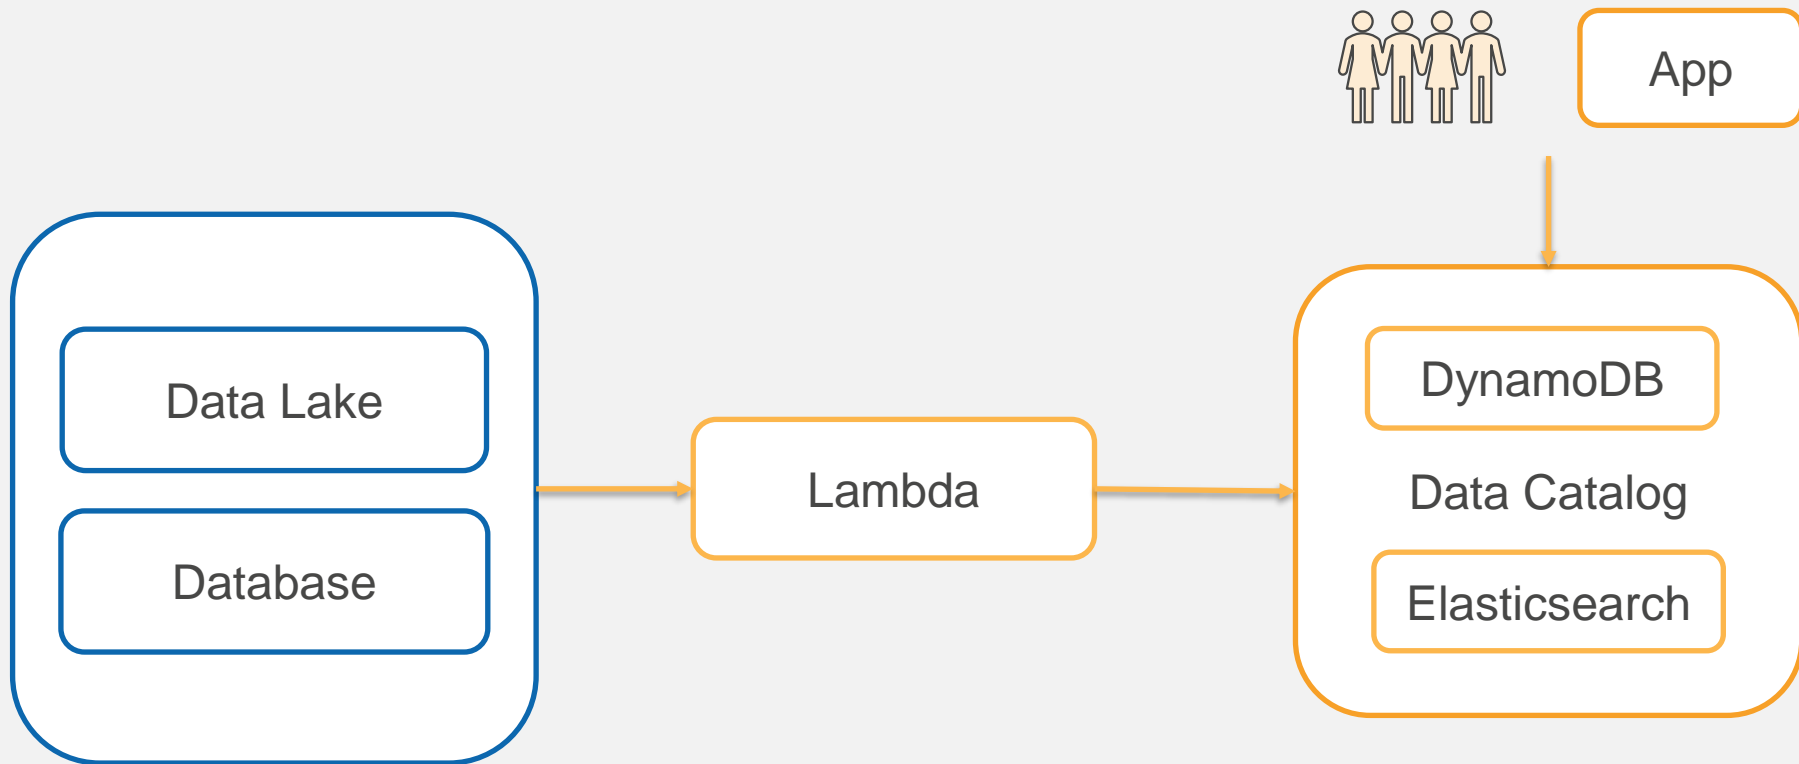 App
Data Lake
Database
Lambda
DynamoDB
Data Catalog
Elasticsearch